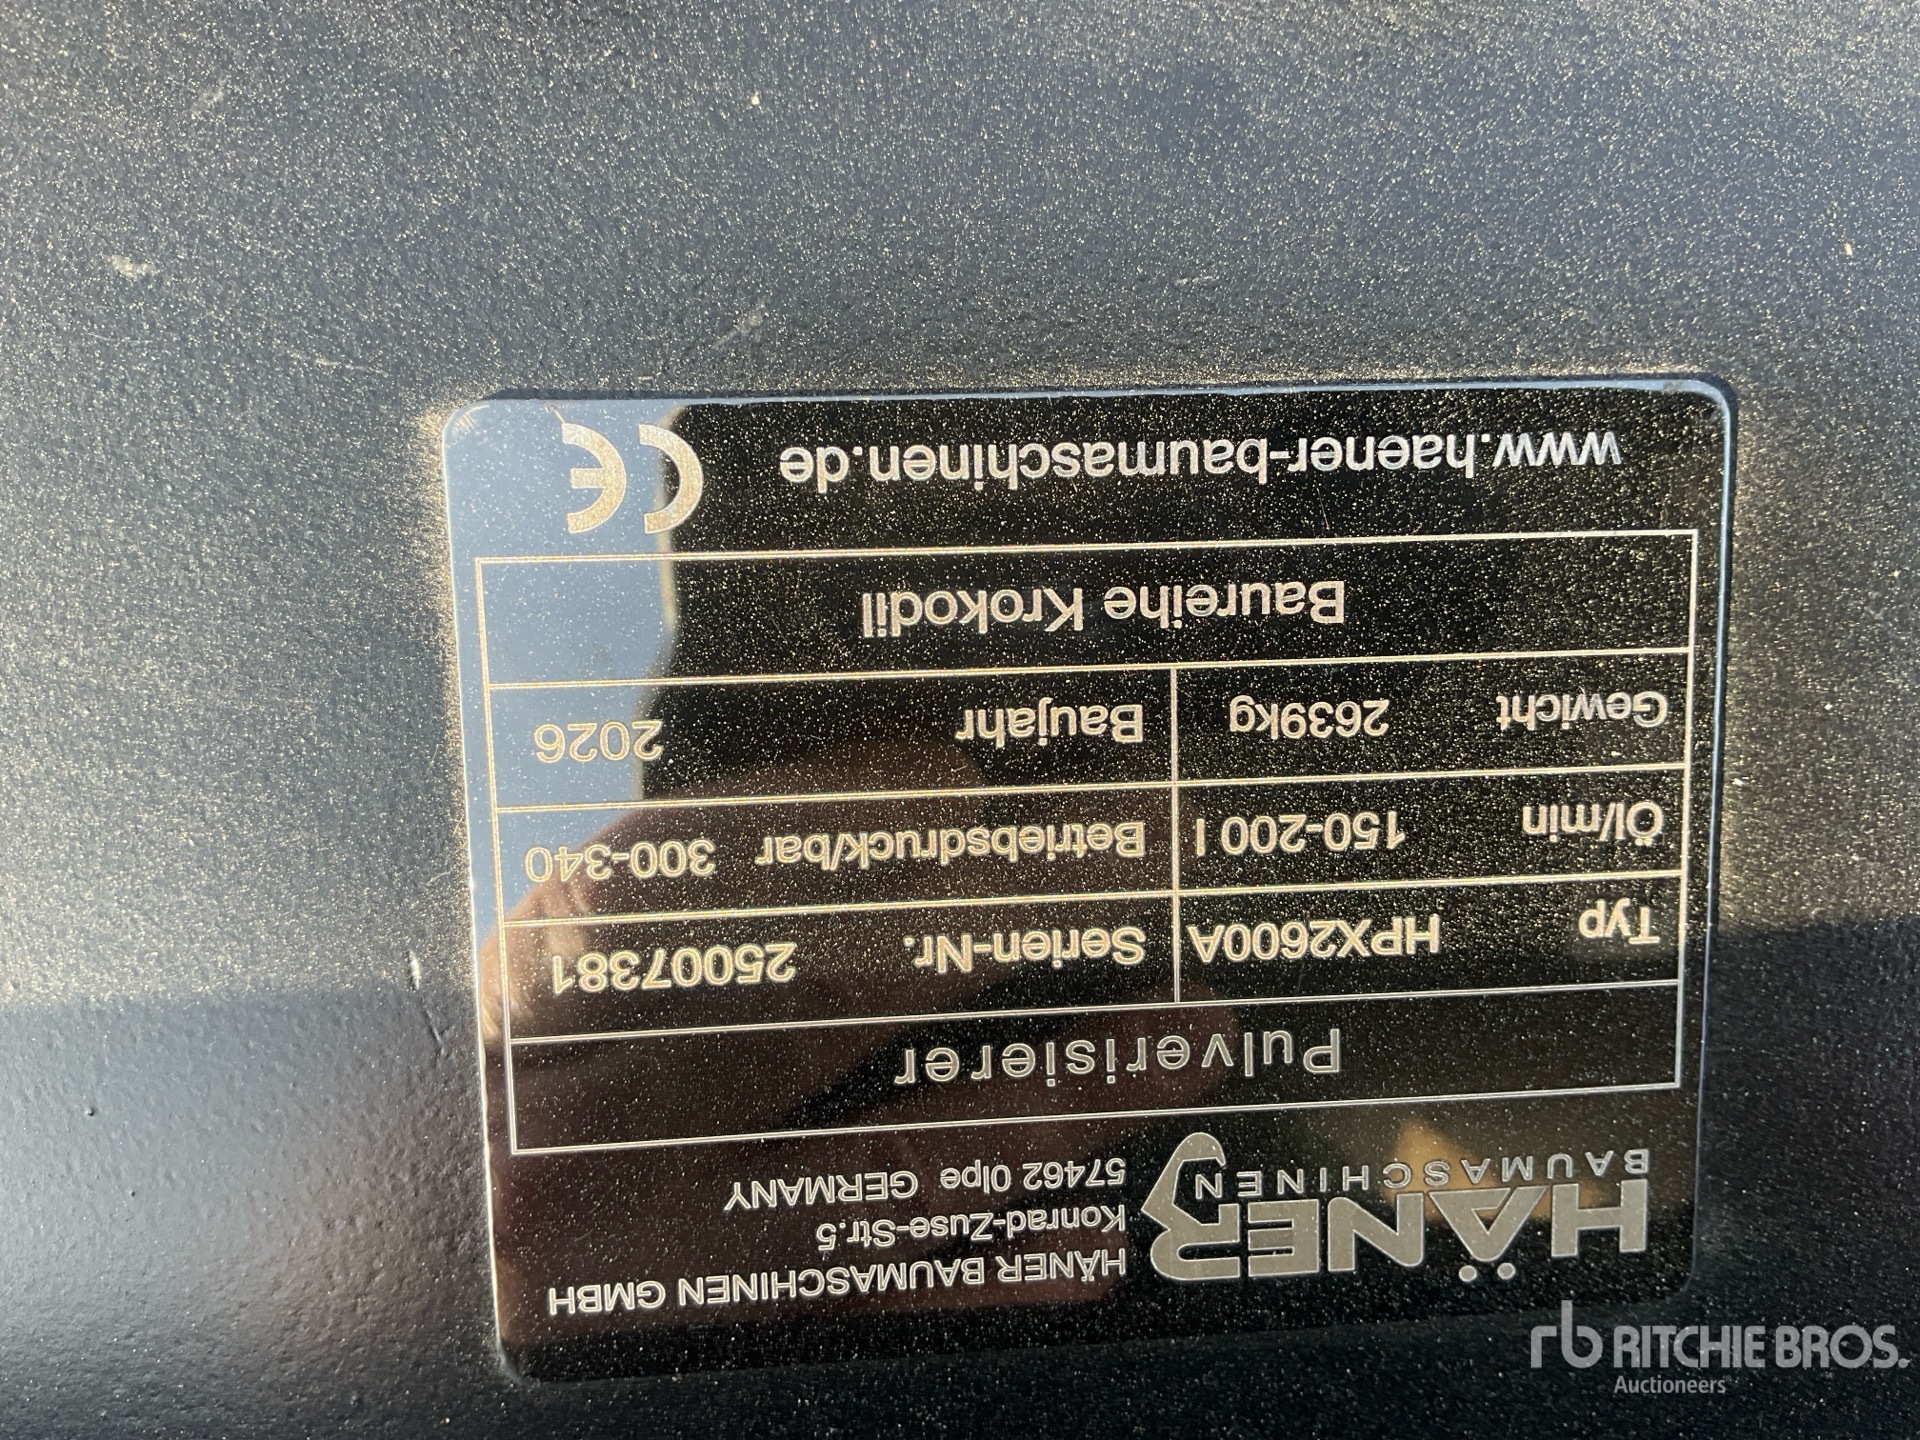 HÄNER
BAUMASCHINEN
HÄNER BAUMASCHINEN GMBH
Konrad-Zuse-Str.5
57462 Olpe GERMANY
Pulverisierer
Typ HPX2600A Serien-Nr. 25007381
Öl/min 150-200 l Betriebsdruck/bar 300-340
Gewicht 2639kg Baujahr 2026
Baureihe Krokodil
www.haener-baumaschinen.de CE
rb RITCHIE BROS.
Auctioneers